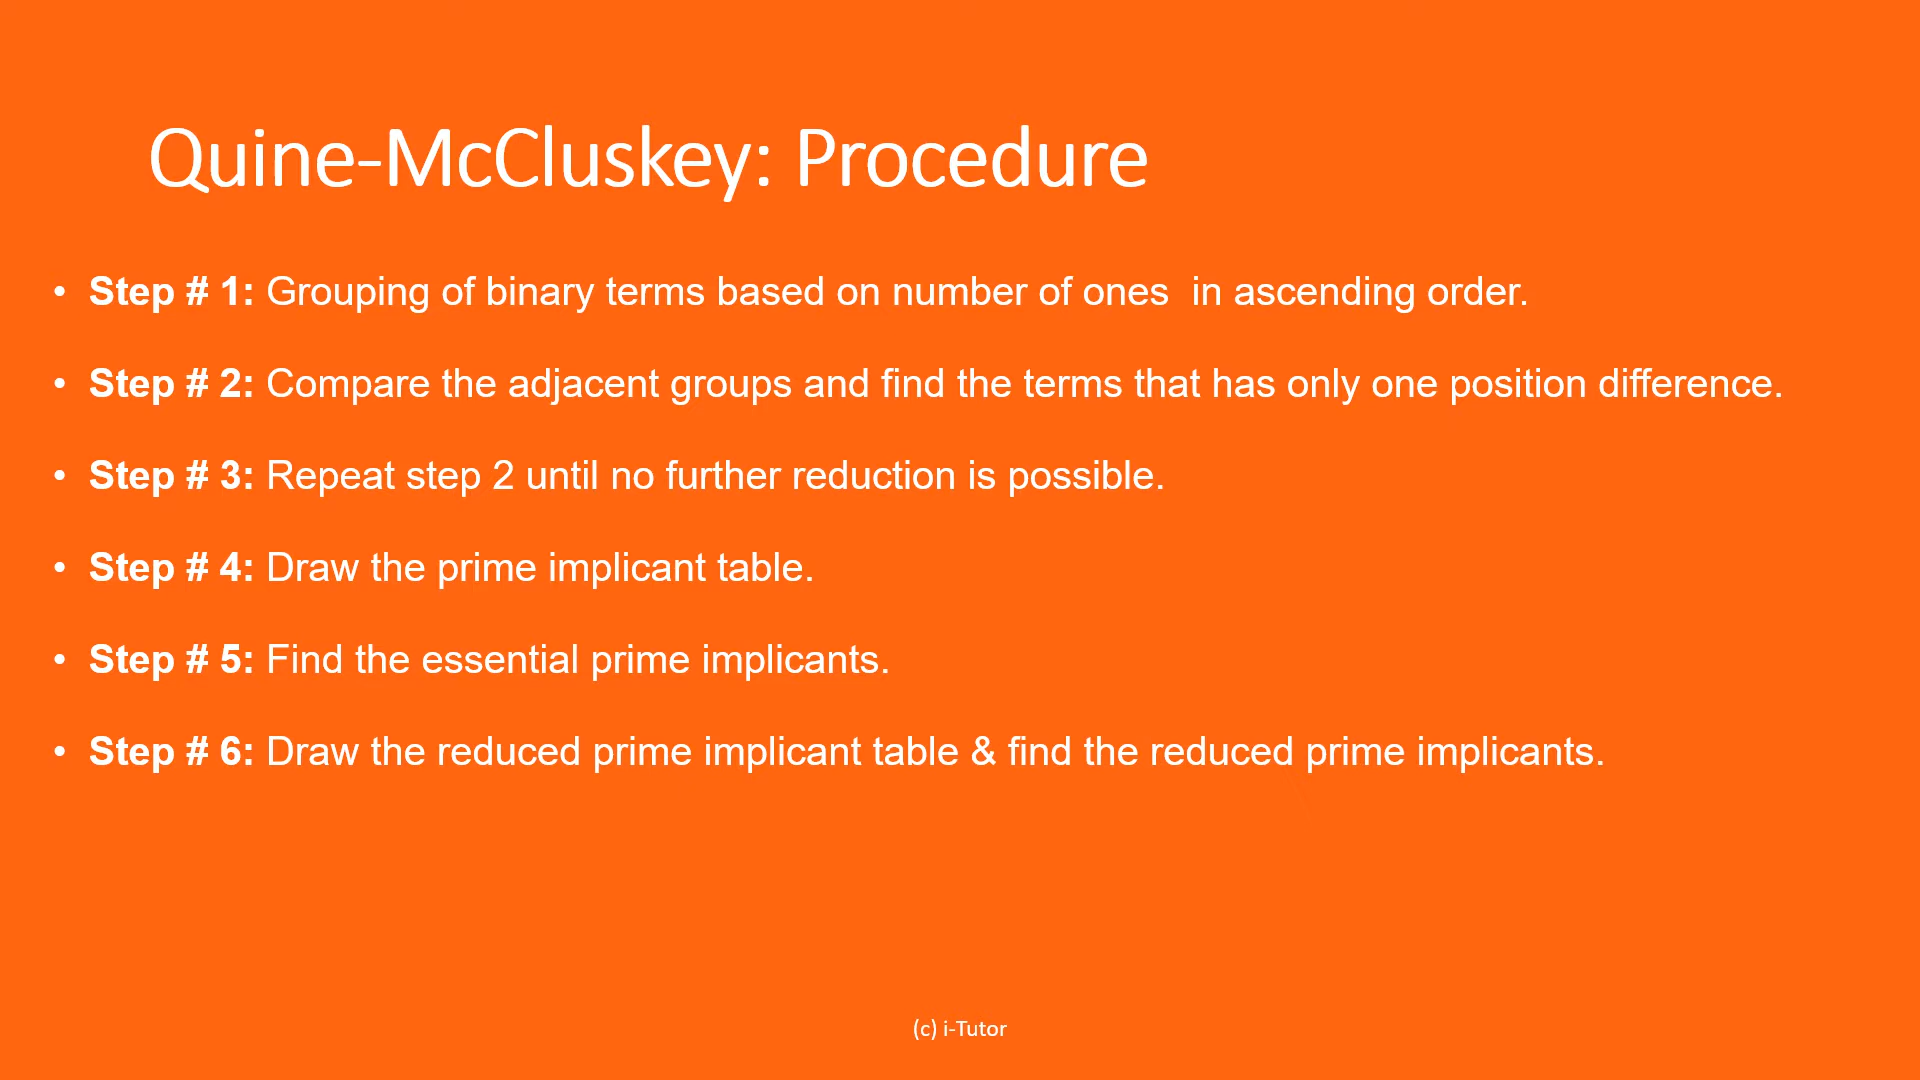 Quine-McCluskey: Procedure
• Step # 1: Grouping of binary terms based on number of ones  in ascending order.
• Step # 2: Compare the adjacent groups and find the terms that has only one position difference.
• Step # 3: Repeat step 2 until no further reduction is possible.
• Step # 4: Draw the prime implicant table.
• Step # 5: Find the essential prime implicants.
• Step # 6: Draw the reduced prime implicant table & find the reduced prime implicants.
(c) i-Tutor